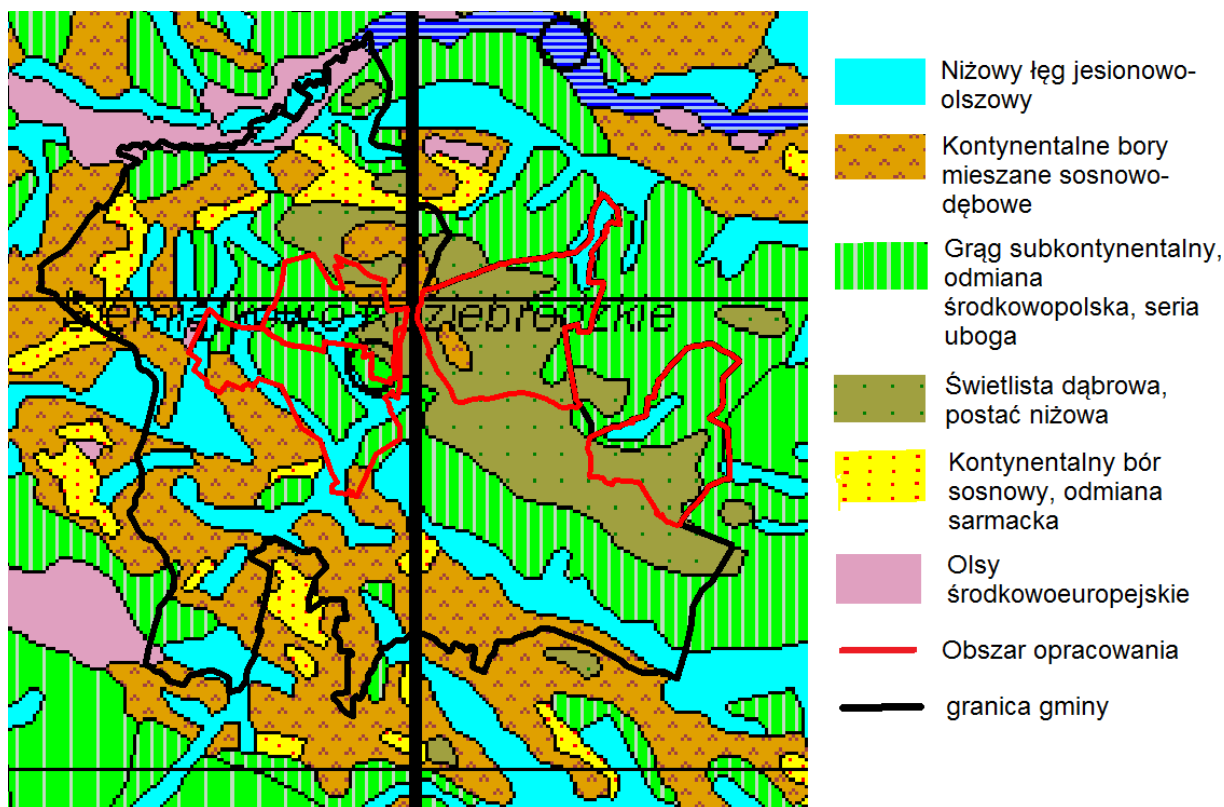 Niżowy łęg jesionowo-
olszowy
Kontynentalne bory
mieszane sosnowo-
dębowe
Grąg subkontynentalny,
odmiana
środkowopolska, seria
uboga
Świetlista dąbrowa,
postać niżowa
Kontynentalny bór
sosnowy, odmiana
sarmacka
Olsy
środkowoeuropejskie
Obszar opracowania
granica gminy